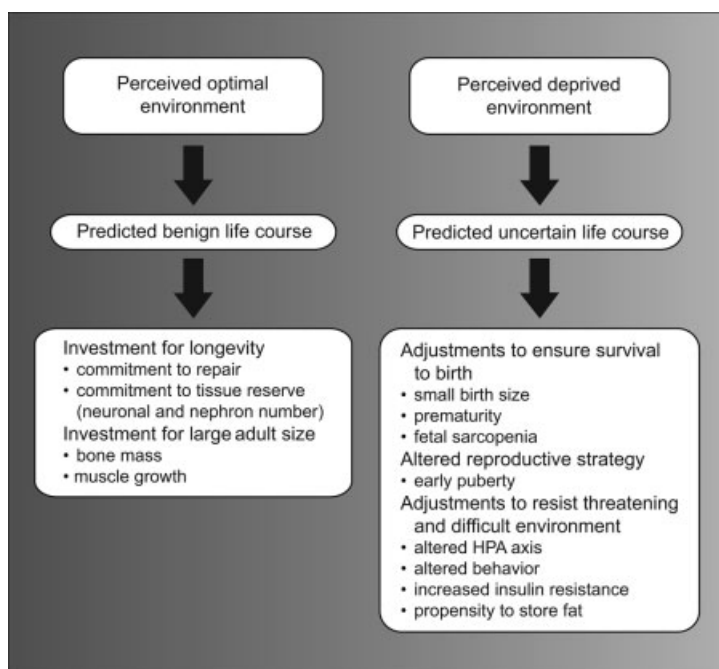 Perceived optimal
environment
Predicted benign life course
Investment for longevity
• commitment to repair
• commitment to tissue reserve
(neuronal and nephron number)
Investment for large adult size
• bone mass
• muscle growth
Perceived deprived
environment
Predicted uncertain life course
Adjustments to ensure survival
to birth
• small birth size
• prematurity
• fetal sarcopenia
Altered reproductive strategy
• early puberty
Adjustments to resist threatening
and difficult environment
• altered HPA axis
• altered behavior
• increased insulin resistance
• propensity to store fat